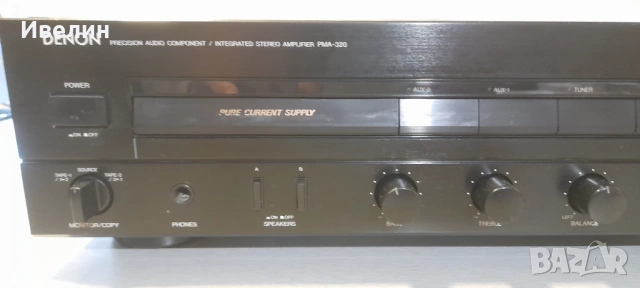 Ивелин
DENON PRECISION AUDIO COMPONENT / INTEGRATED STEREO AMPLIFIER PMA-320
POWER
AUX-2 AUX-1 TUNER
PURE CURRENT SUPPLY
ON OFF
SOURCE
TAPE-1 TAPE-2
A B
ON OFF
LEFT
MONITOR/COPY PHONES SPEAKERS BASS TREBLE BALANCE
BAZAR